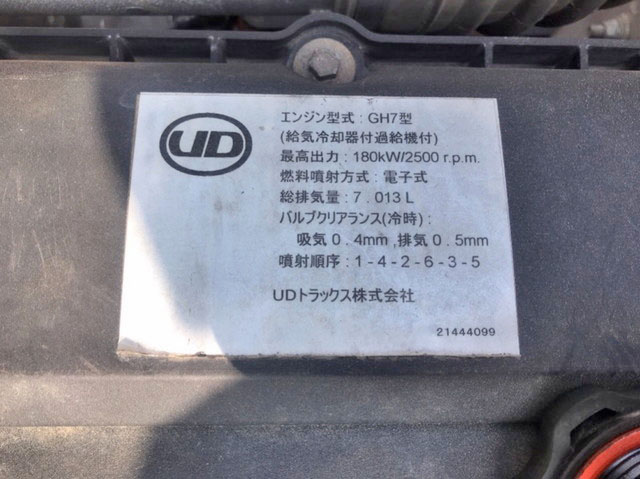 UD
エンジン型式 : GH7型
(給気冷却器付過給機付)
最高出力 : 180kW/2500 r.p.m.
燃料噴射方式 : 電子式
総排気量 : 7 . 013 L
バルブクリアランス(冷時) :
吸気 0 . 4mm ,排気 0 . 5mm
噴射順序 : 1 - 4 - 2 - 6 - 3 - 5
UDトラックス株式会社
21444099